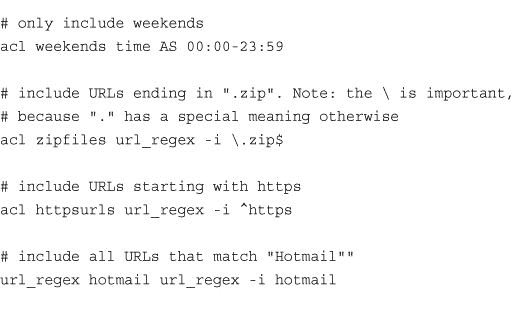 # only include weekends
acl weekends time AS 00:00-23:59
# include URLs ending in ".zip". Note: the \ is important,
# because "." has a special meaning otherwise
acl zipfiles url_regex -i \.zip$
# include URLs starting with https
acl httpsurls url_regex -i ^https
# include all URLs that match "Hotmail""
url_regex hotmail url_regex -i hotmail